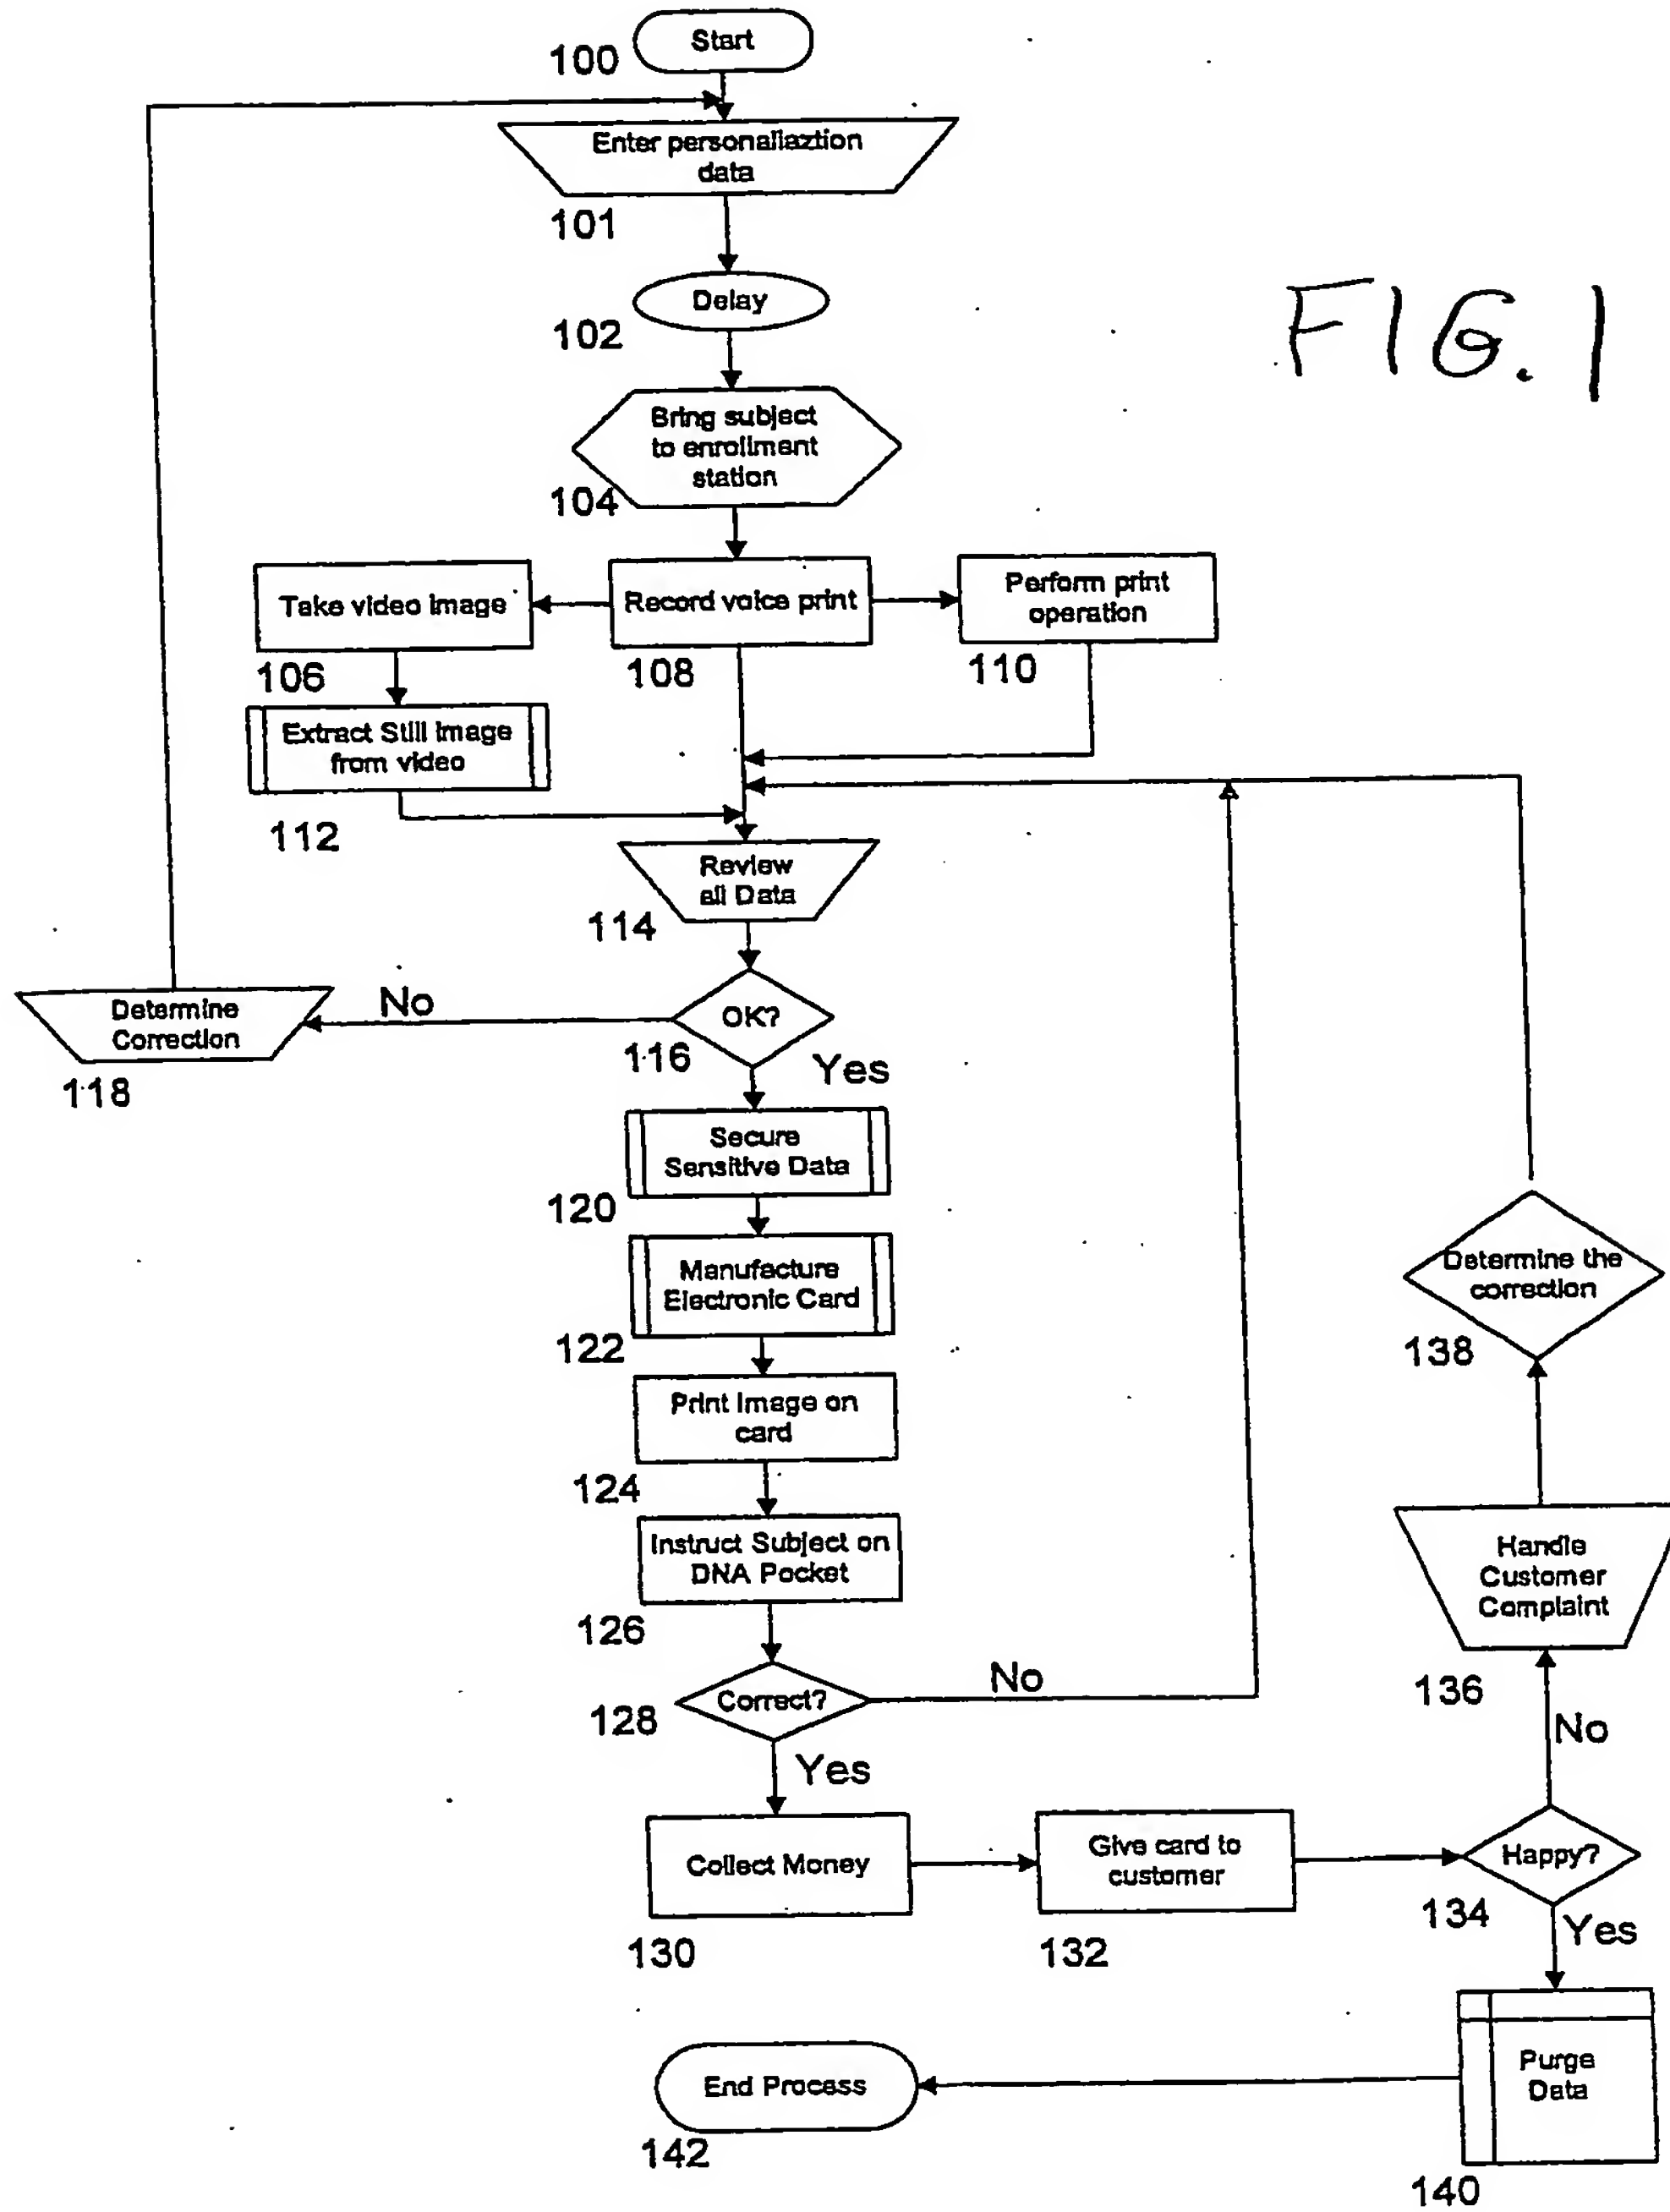 Start
100
Enter personaliaztion
data
101
Delay
102
FIG. 1
Bring subject
to enrollment
station
104
Take video image
106
Record voice print
108
Perform print
operation
110
Extract Still Image
from video
112
Review
all Data
114
OK?
116
No
Yes
Determine
Correction
118
Secure
Sensitive Data
120
Manufacture
Electronic Card
122
Print Image on
card
124
Instruct Subject on
DNA Pocket
126
Correct?
128
No
Yes
Determine the
correction
138
Handle
Customer
Complaint
136
No
Collect Money
130
Give card to
customer
132
Happy?
134
Yes
Purge
Data
140
End Process
142